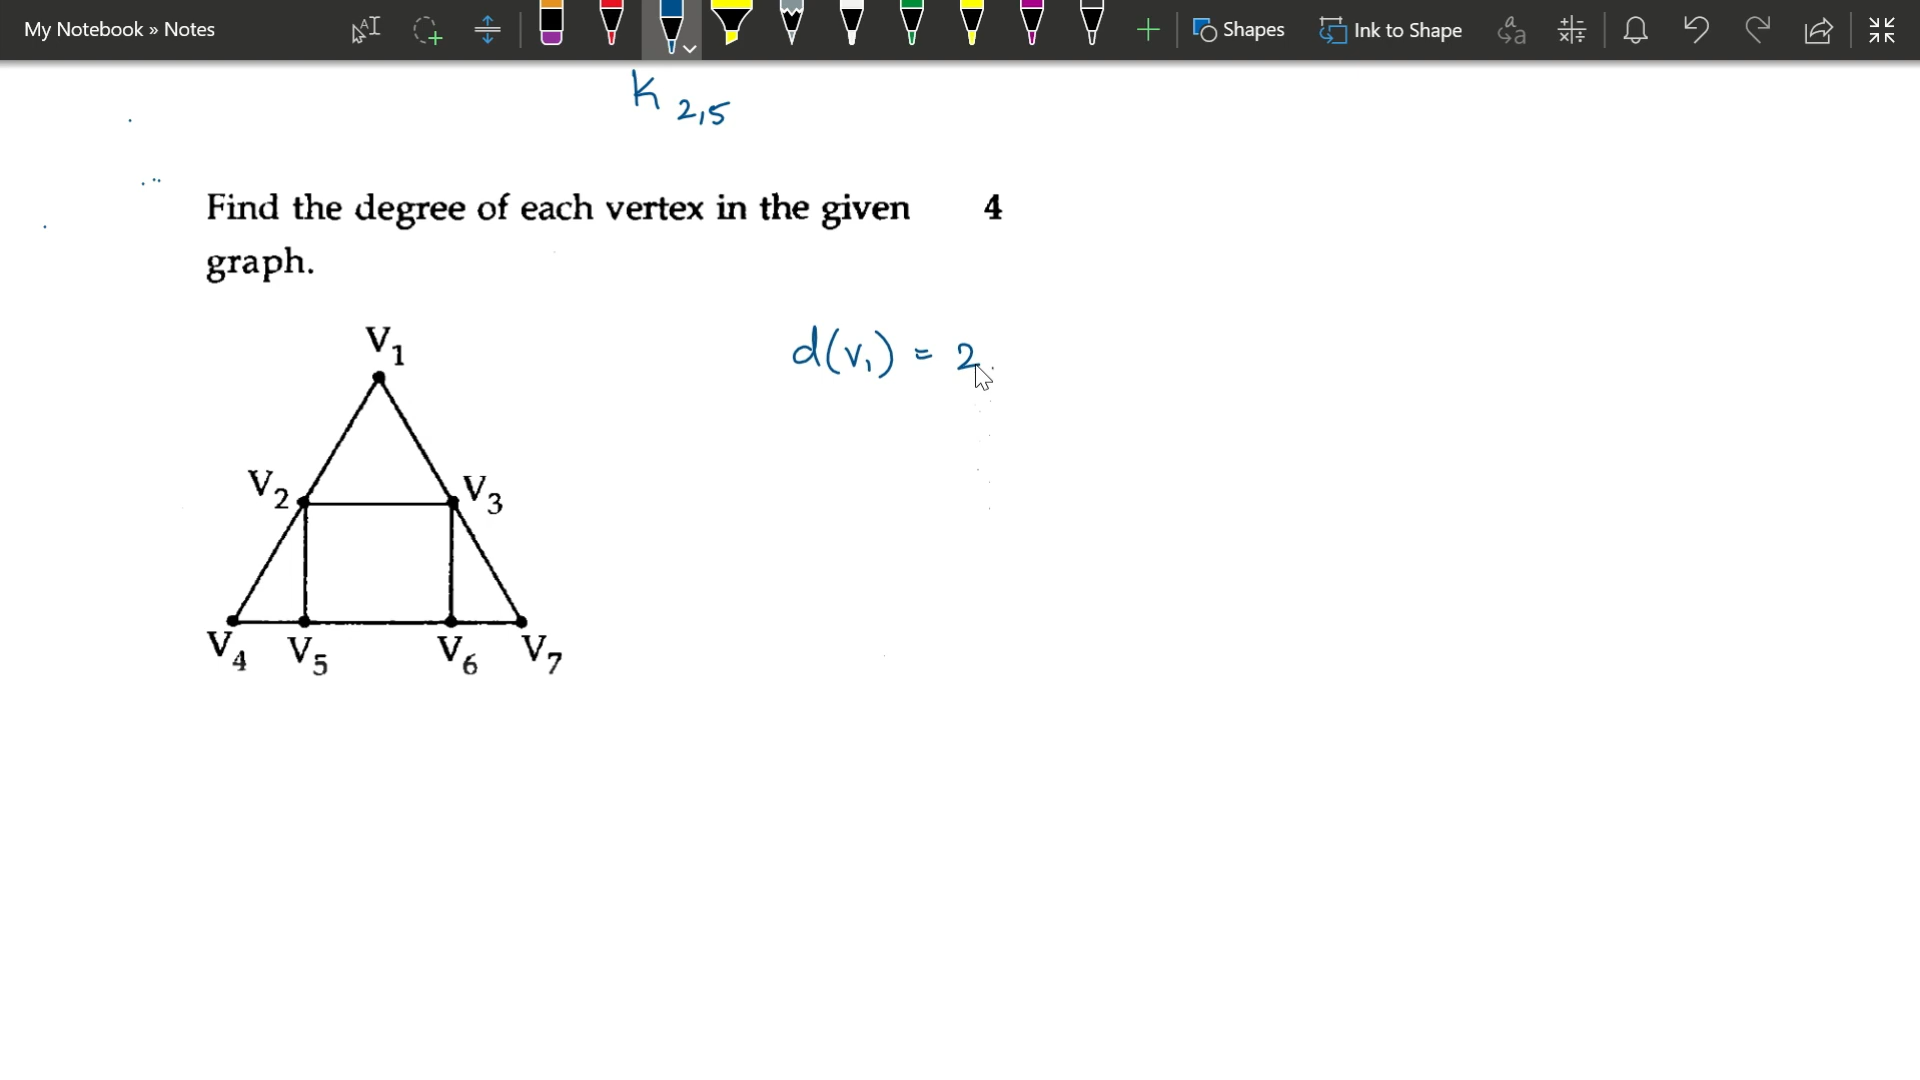 My Notebook » Notes
Shapes
Ink to Shape
K 2,5
Find the degree of each vertex in the given 4
graph.
V1
d(v1) = 2
V2
V3
V4 V5 V6 V7